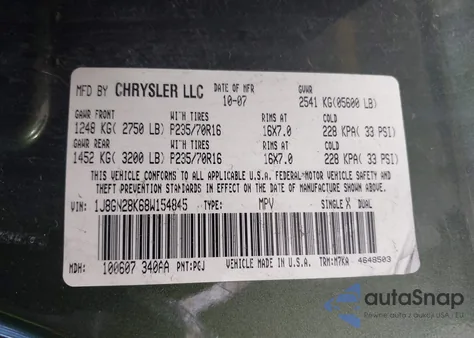 MFD BY CHRYSLER LLC DATE OF MFR GVWR
10-07 2541 KG(05600 LB)
GAWR FRONT WITH TIRES RIMS AT COLD
1248 KG( 2750 LB) P235/70R16 16X7.0 228 KPA( 33 PSI)
GAWR REAR WITH TIRES RIMS AT COLD
1452 KG( 3200 LB) P235/70R16 16X7.0 228 KPA( 33 PSI)
THIS VEHICLE CONFORMS TO ALL APPLICABLE U.S.A. FEDERAL-MOTOR VEHICLE SAFETY AND
THEFT PREVENTION STANDARDS IN EFFECT ON THE DATE OF MANUFACTURE SHOWN ABOVE.
VIN: 1J8GN28K68W154845 TYPE: MPV SINGLE X DUAL
MDH: 100607 340AA PNT:PGJ VEHICLE MADE IN U.S.A. TRM:M7KA 4648503
autoSnap